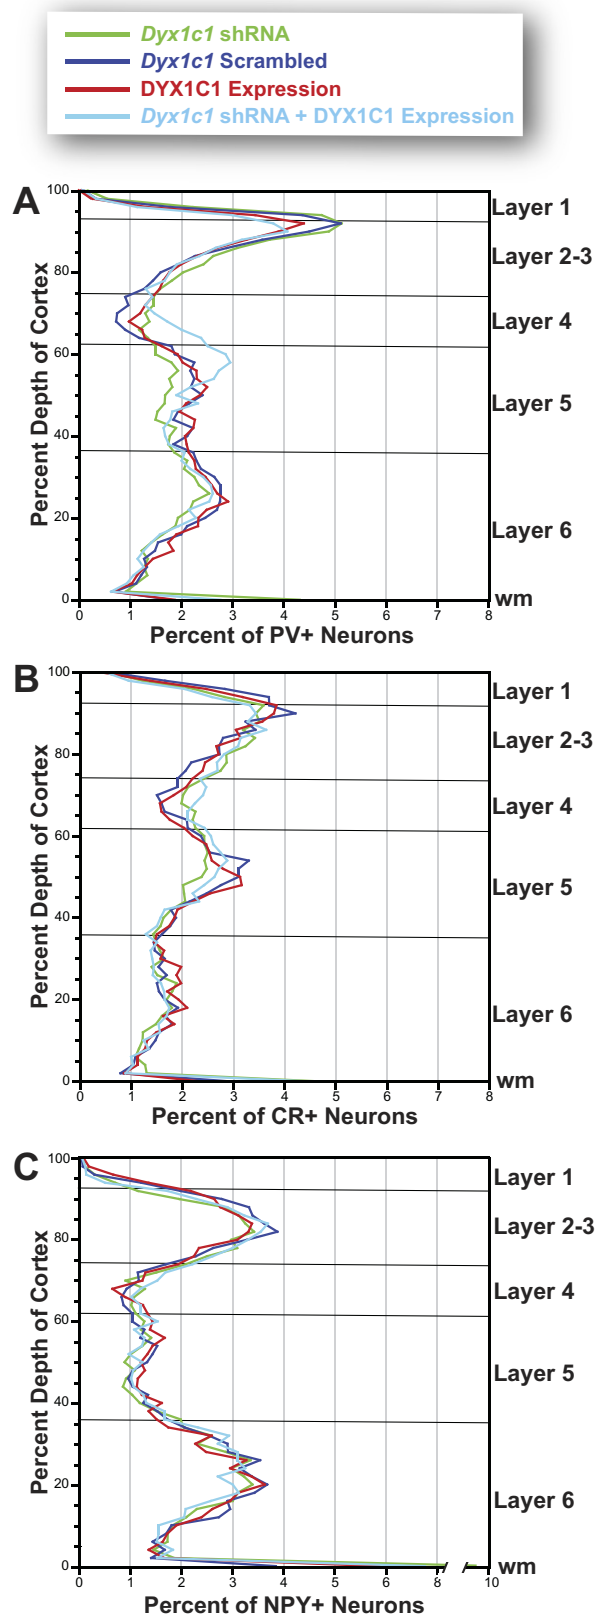 Dyx1c1 shRNA
Dyx1c1 Scrambled
DYX1C1 Expression
Dyx1c1 shRNA + DYX1C1 Expression
A
Percent Depth of Cortex
100
80
60
40
20
0
Layer 1
Layer 2-3
Layer 4
Layer 5
Layer 6
wm
0 1 2 3 4 5 6 7 8
Percent of PV+ Neurons
B
Percent Depth of Cortex
100
80
60
40
20
0
Layer 1
Layer 2-3
Layer 4
Layer 5
Layer 6
wm
0 1 2 3 4 5 6 7 8
Percent of CR+ Neurons
C
Percent Depth of Cortex
100
80
60
40
20
0
Layer 1
Layer 2-3
Layer 4
Layer 5
Layer 6
wm
0 1 2 3 4 5 6 8 10
Percent of NPY+ Neurons